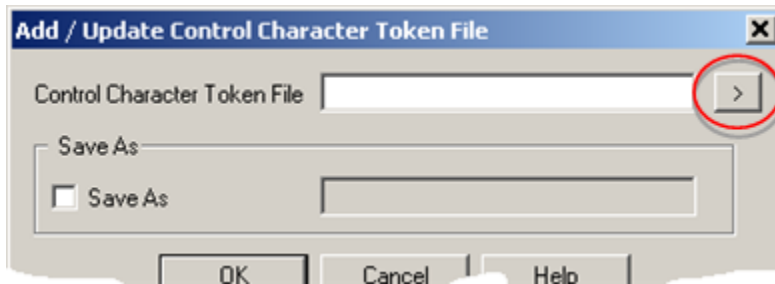 Add / Update Control Character Token File
Control Character Token File >
Save As
Save As
OK Cancel Help